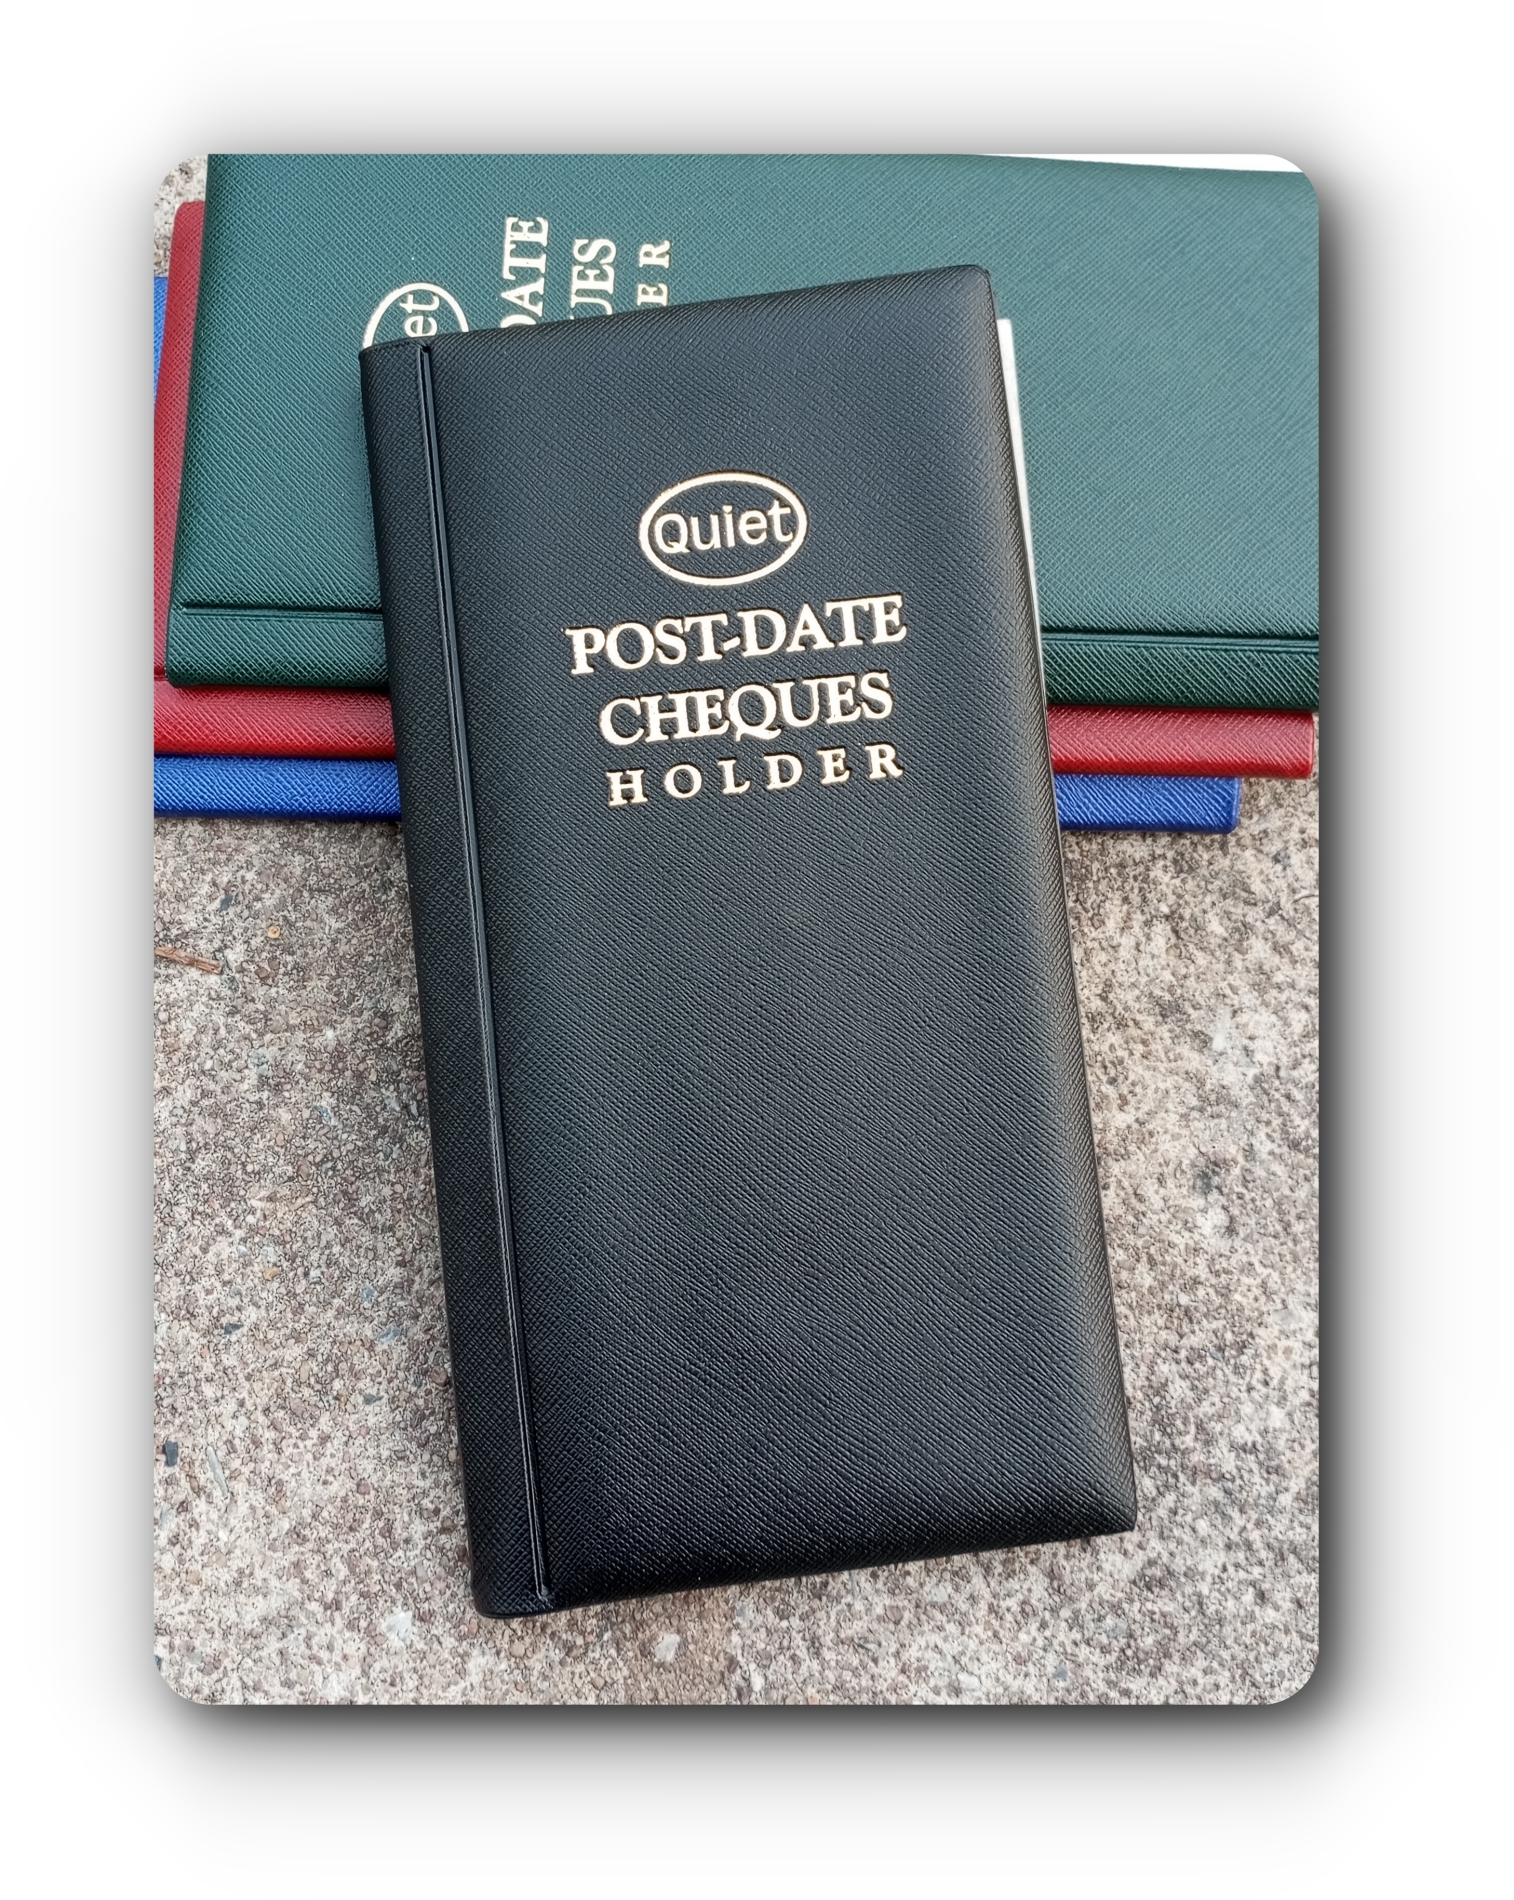 Quiet
POST-DATE
CHEQUES
HOLDER